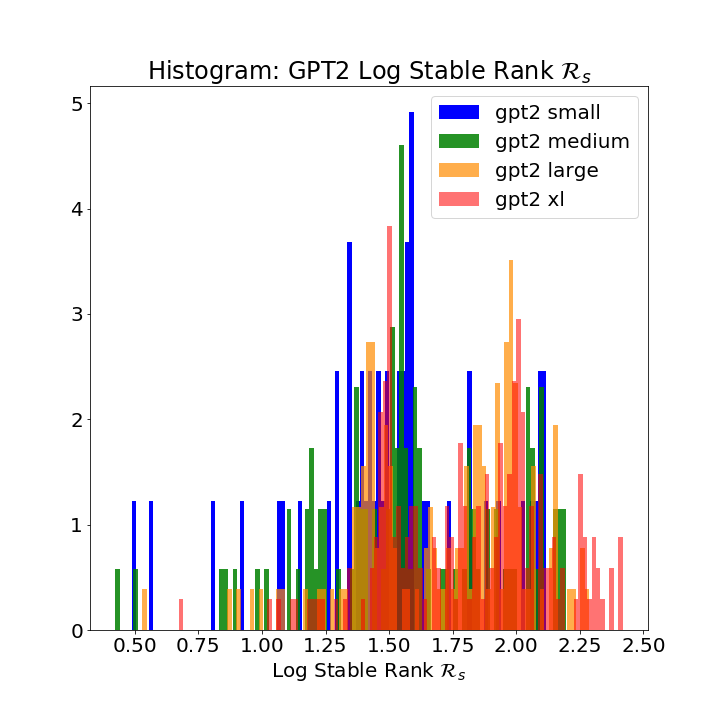 Histogram: GPT2 Log Stable Rank ℛₛ
gpt2 small
gpt2 medium
gpt2 large
gpt2 xl
5
4
3
2
1
0
0.50 0.75 1.00 1.25 1.50 1.75 2.00 2.25 2.50
Log Stable Rank ℛₛ